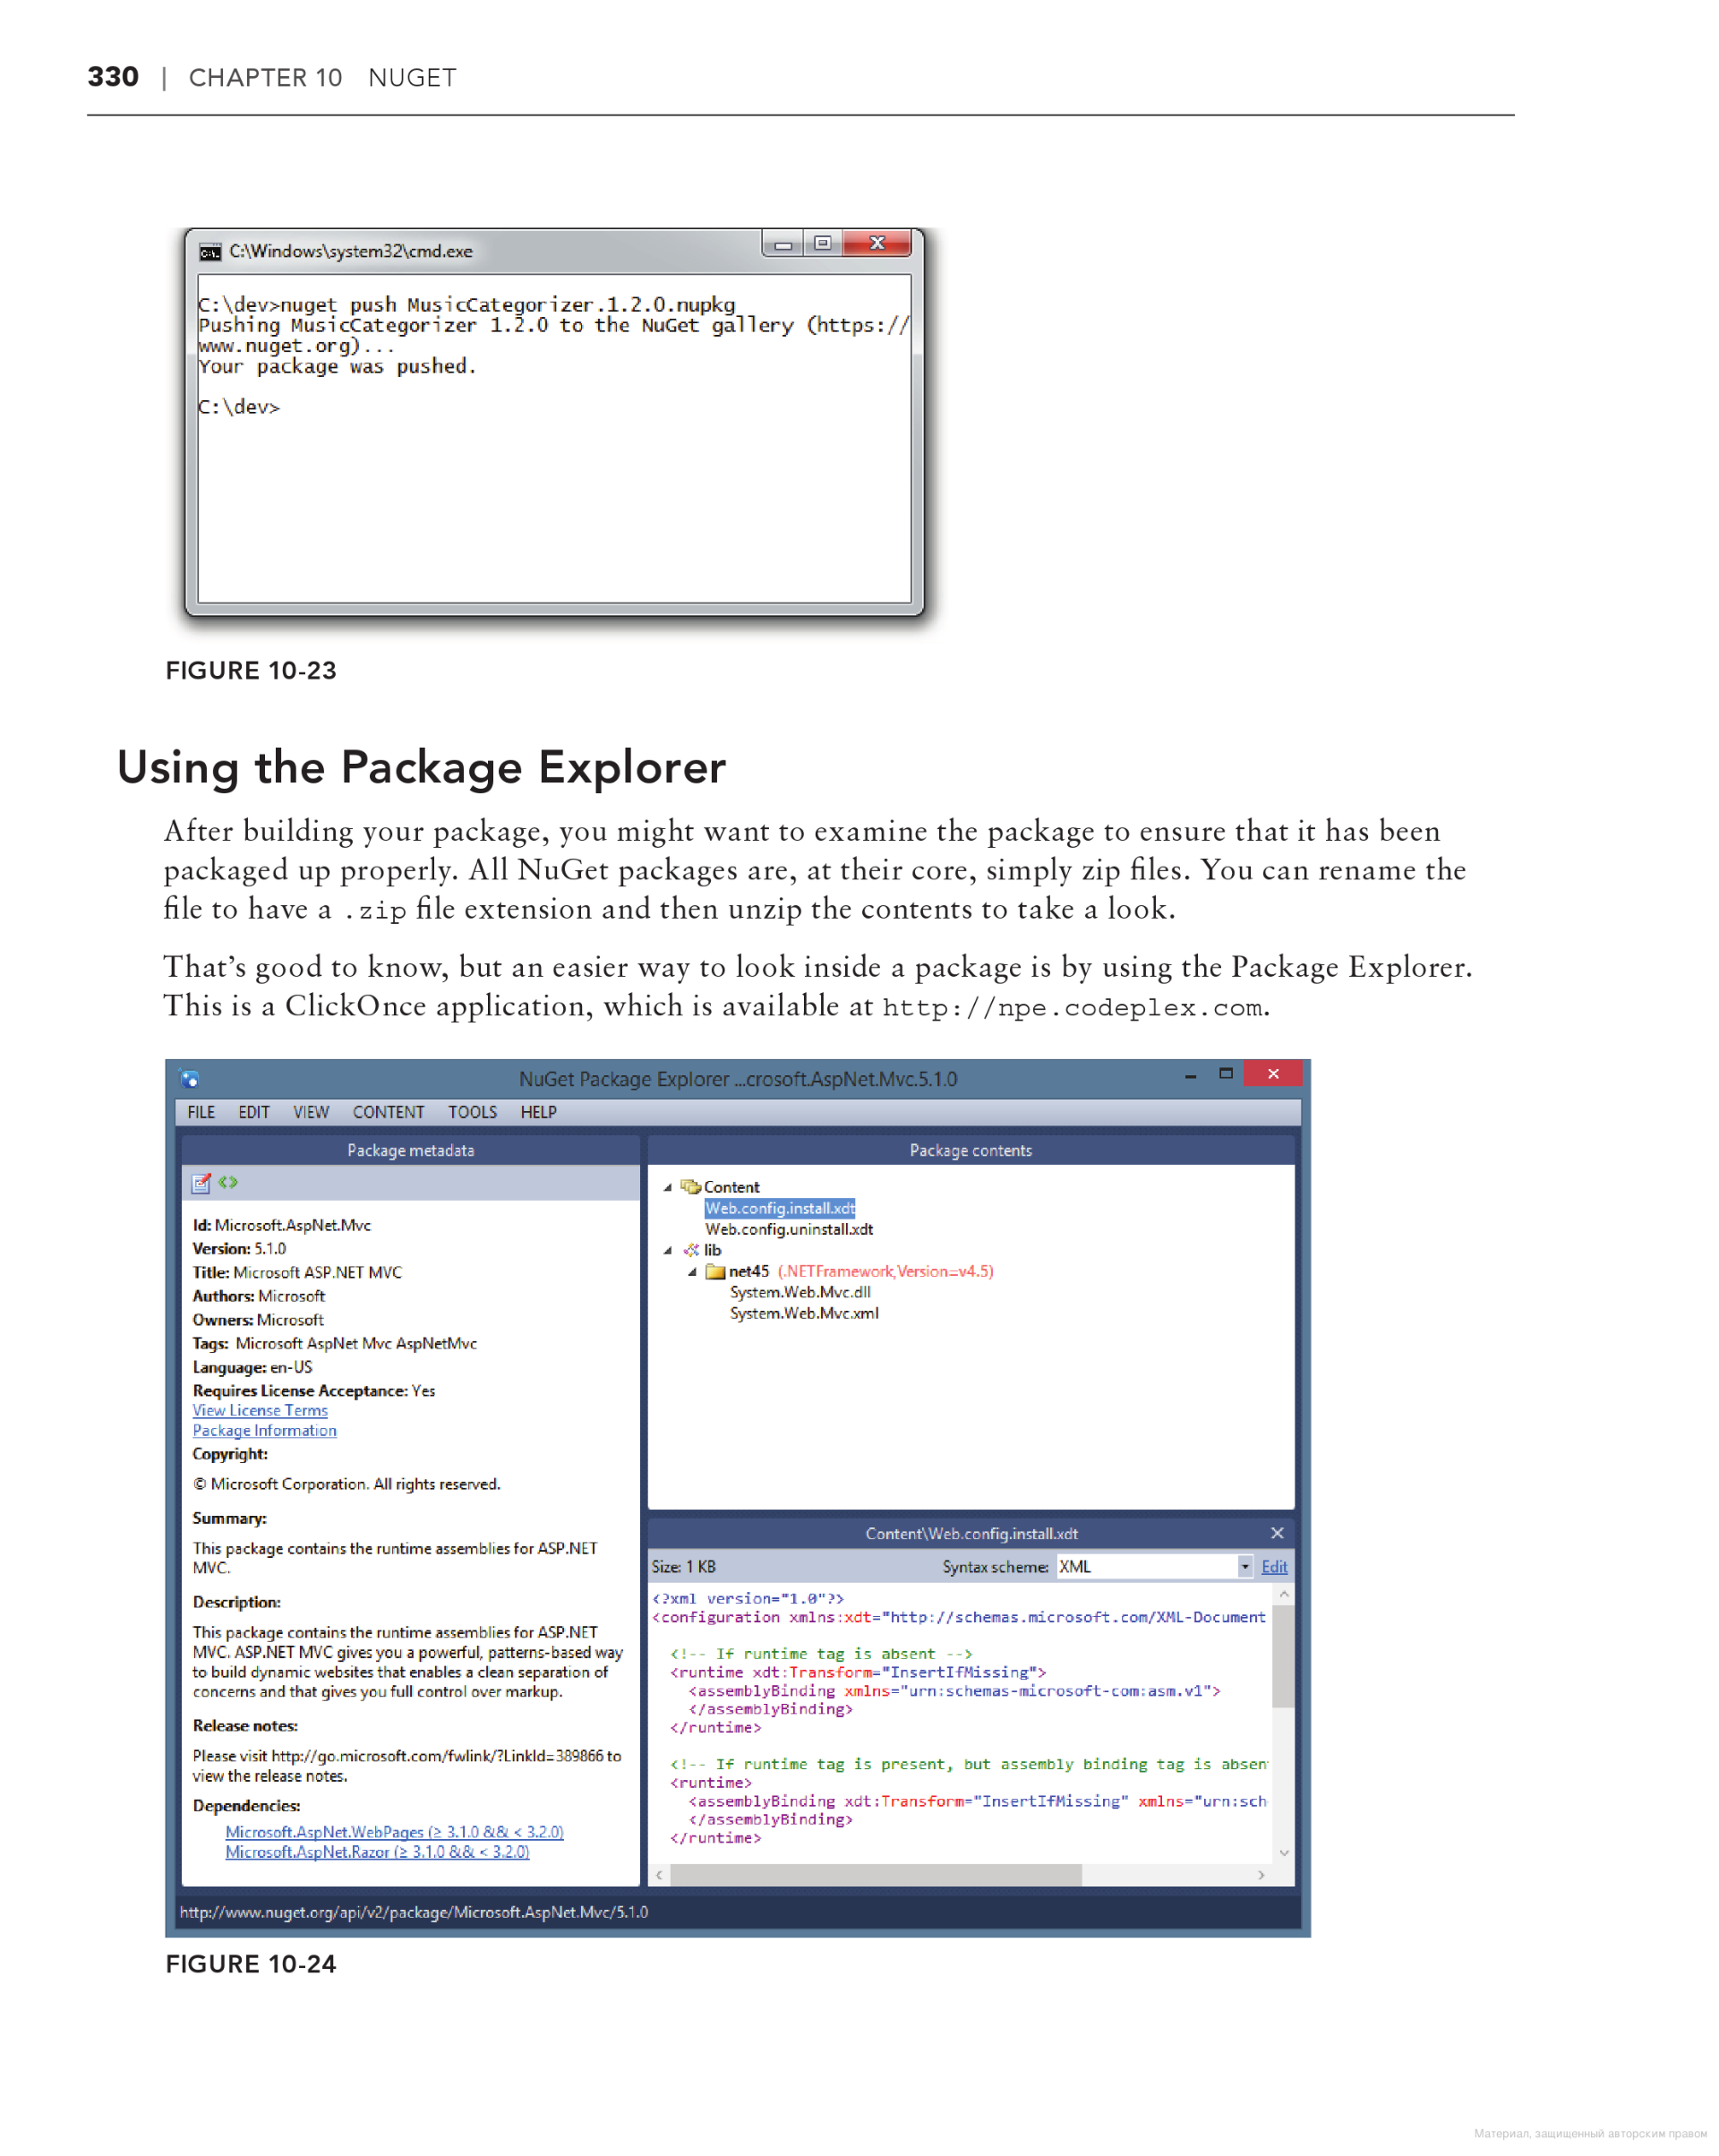 330 | CHAPTER 10 NUGET
C:\Windows\system32\cmd.exe
C:\dev>nuget push MusicCategorizer.1.2.0.nupkg
Pushing MusicCategorizer 1.2.0 to the NuGet gallery (https://
www.nuget.org)...
Your package was pushed.
C:\dev>
FIGURE 10-23
Using the Package Explorer
After building your package, you might want to examine the package to ensure that it has been
packaged up properly. All NuGet packages are, at their core, simply zip files. You can rename the
file to have a .zip file extension and then unzip the contents to take a look.
That’s good to know, but an easier way to look inside a package is by using the Package Explorer.
This is a ClickOnce application, which is available at http://npe.codeplex.com.
NuGet Package Explorer ...crosoft.AspNet.Mvc.5.1.0
FILE EDIT VIEW CONTENT TOOLS HELP
Package metadata
Id: Microsoft.AspNet.Mvc
Version: 5.1.0
Title: Microsoft ASP.NET MVC
Authors: Microsoft
Owners: Microsoft
Tags: Microsoft AspNet Mvc AspNetMvc
Language: en-US
Requires License Acceptance: Yes
View License Terms
Package Information
Copyright:
© Microsoft Corporation. All rights reserved.
Summary:
This package contains the runtime assemblies for ASP.NET
MVC.
Description:
This package contains the runtime assemblies for ASP.NET
MVC. ASP.NET MVC gives you a powerful, patterns-based way
to build dynamic websites that enables a clean separation of
concerns and that gives you full control over markup.
Release notes:
Please visit http://go.microsoft.com/fwlink/?LinkId=389866 to
view the release notes.
Dependencies:
Microsoft.AspNet.WebPages (≥ 3.1.0 && < 3.2.0)
Microsoft.AspNet.Razor (≥ 3.1.0 && < 3.2.0)
Package contents
Content
Web.config.install.xdt
Web.config.uninstall.xdt
lib
net45 (.NETFramework,Version=v4.5)
System.Web.Mvc.dll
System.Web.Mvc.xml
Content\Web.config.install.xdt
Size: 1 KB Syntax scheme: XML Edit
<?xml version="1.0"?>
<configuration xmlns:xdt="http://schemas.microsoft.com/XML-Document
<!-- If runtime tag is absent -->
<runtime xdt:Transform="InsertIfMissing">
<assemblyBinding xmlns="urn:schemas-microsoft-com:asm.v1">
</assemblyBinding>
</runtime>
<!-- If runtime tag is present, but assembly binding tag is absen
<runtime>
<assemblyBinding xdt:Transform="InsertIfMissing" xmlns="urn:sch
</assemblyBinding>
</runtime>
http://www.nuget.org/api/v2/package/Microsoft.AspNet.Mvc/5.1.0
FIGURE 10-24
Материал, защищенный авторским правом